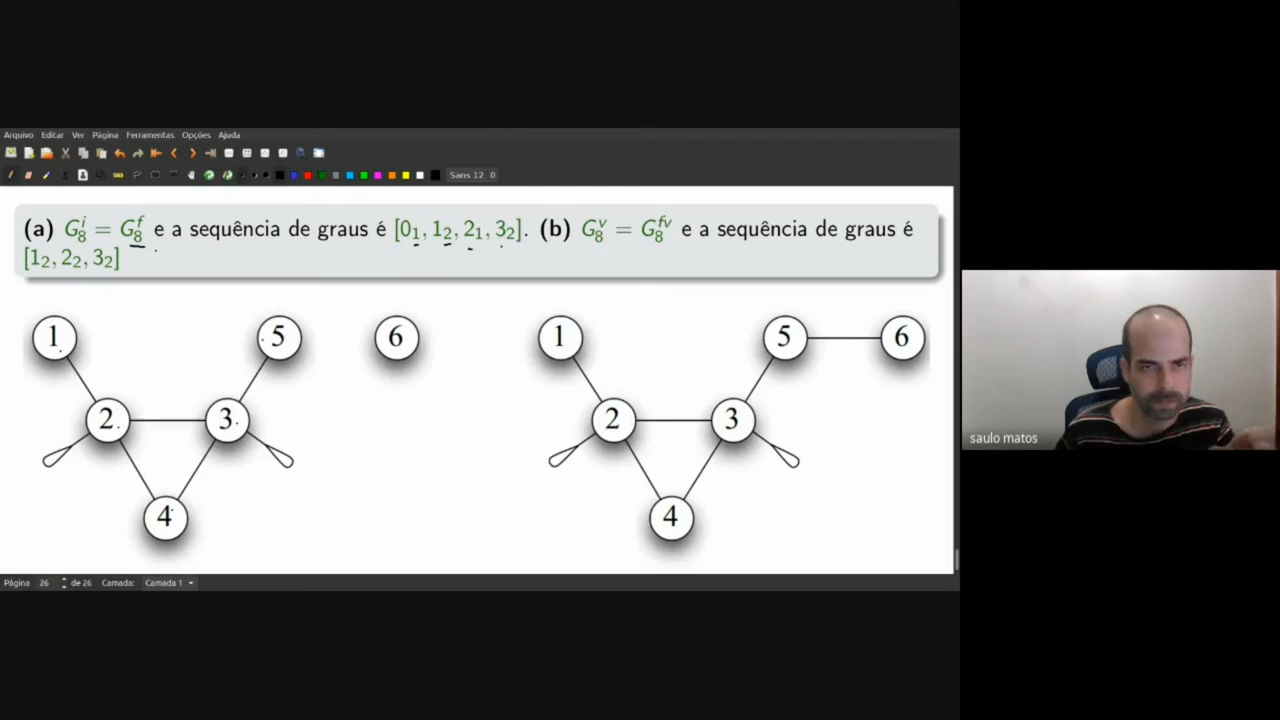 Arquivo Editar Ver Página Ferramentas Opções Ajuda
Sans 12 0
(a) G₈ⁱ = G₈ᶠ e a sequência de graus é [0₁, 1₂, 2₁, 3₂]. (b) G₈ᵛ = G₈ᶠᵛ e a sequência de graus é
[1₂, 2₂, 3₂]
1 5 6 1 5 6
2 3 2 3
4 4
saulo matos
Página 26 de 26 Camada: Camada 1